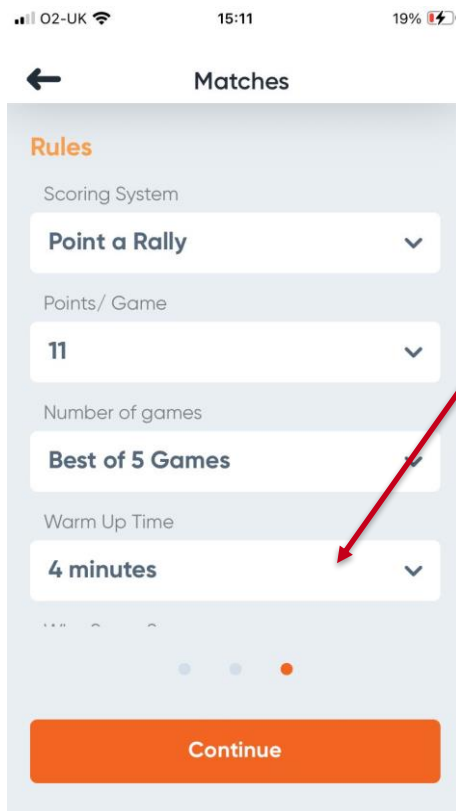 O2-UK 15:11 19%
Matches
Rules
Scoring System
Point a Rally
Points/ Game
11
Number of games
Best of 5 Games
Warm Up Time
4 minutes
Continue